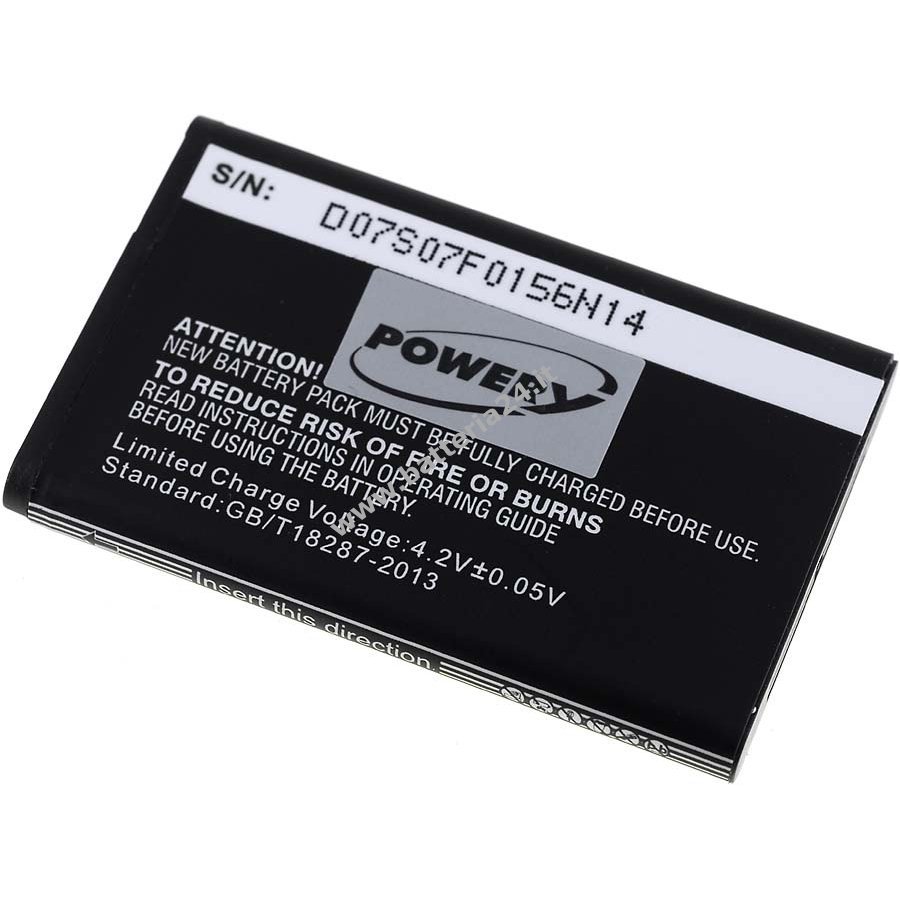 S/N:
D07S07F0156N14
POWERY
ATTENTION!
NEW BATTERY PACK MUST BE FULLY CHARGED BEFORE USE.
TO REDUCE RISK OF FIRE OR BURNS
READ INSTRUCTIONS IN OPERATING GUIDE
BEFORE USING THE BATTERY.
Limited Charge Voltage:4.2V±0.05V
Standard:GB/T18287-2013
Insert this direction.
www.batteria24.it